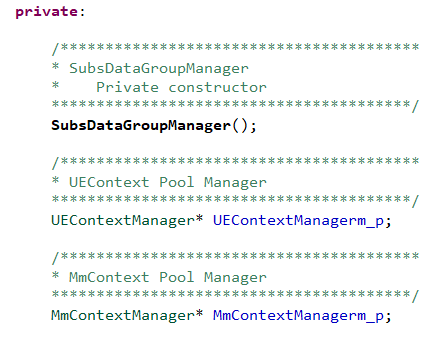 private:
/****************************************
* SubsDataGroupManager
*    Private constructor
****************************************/
SubsDataGroupManager();
/****************************************
* UEContext Pool Manager
****************************************/
UEContextManager* UEContextManagerm_p;
/****************************************
* MmContext Pool Manager
****************************************/
MmContextManager* MmContextManagerm_p;